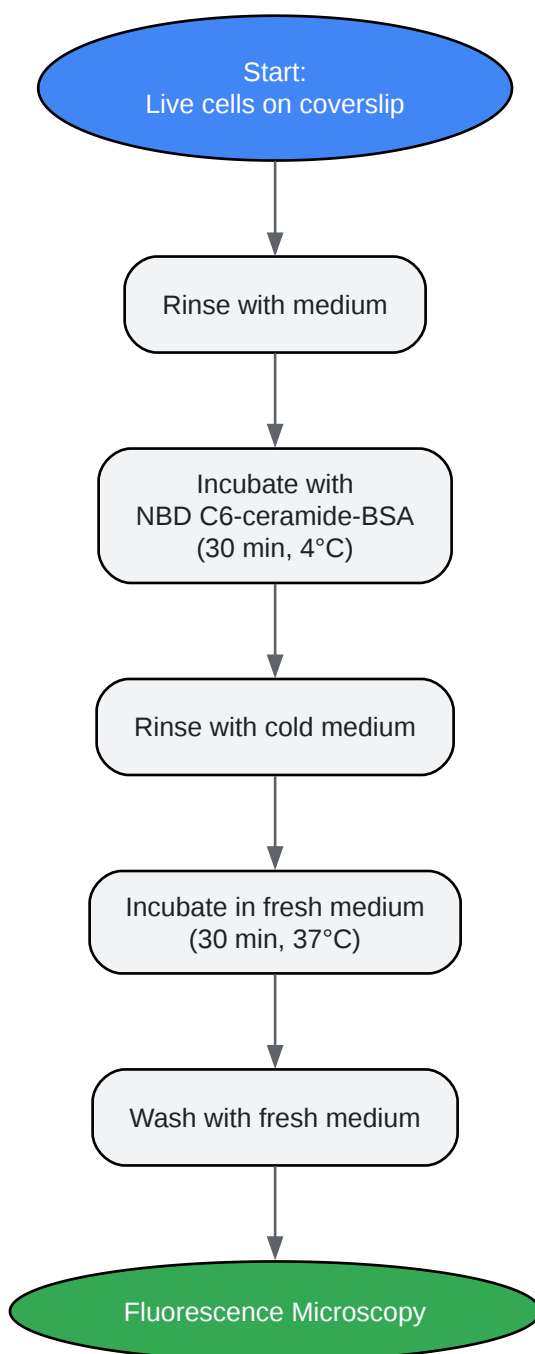 Start:
Live cells on coverslip
Rinse with medium
Incubate with
NBD C6-ceramide-BSA
(30 min, 4°C)
Rinse with cold medium
Incubate in fresh medium
(30 min, 37°C)
Wash with fresh medium
Fluorescence Microscopy